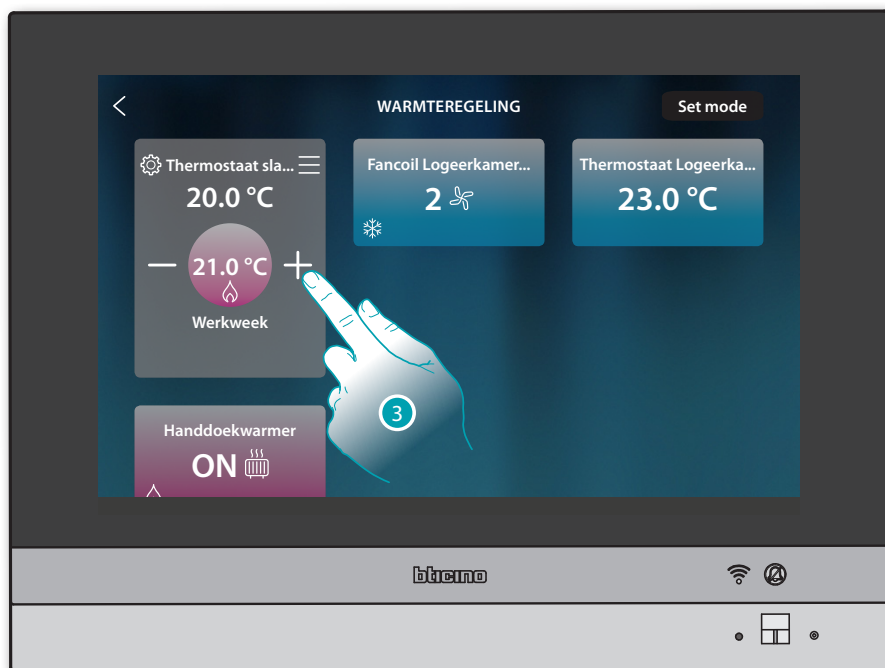 WARMTEREGELING
Set mode
Thermostaat sla...
20.0 °C
21.0 °C
Werkweek
Fancoil Logeerkamer...
2
Thermostaat Logeerka...
23.0 °C
3
Handdoekwarmer
ON
bticino